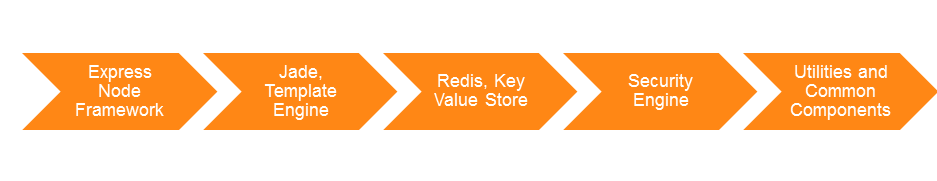 Express
Node
Framework
Jade,
Template
Engine
Redis, Key
Value Store
Security
Engine
Utilities and
Common
Components